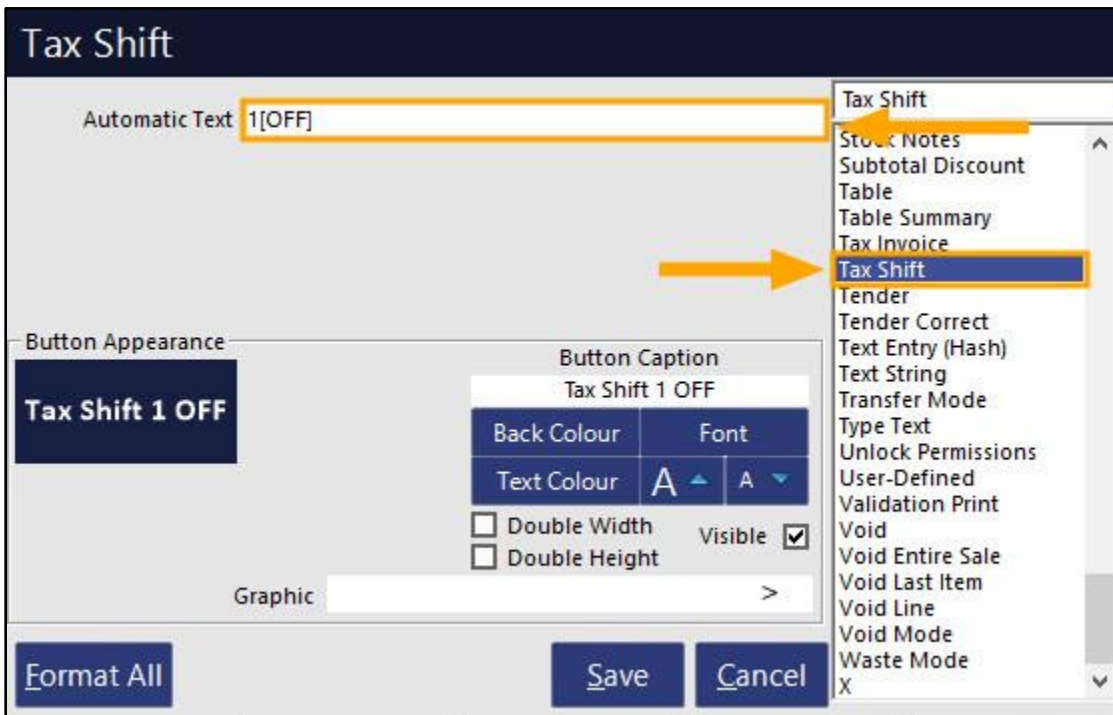 Tax Shift
Automatic Text 1[OFF]
Tax Shift
Stock Notes
Subtotal Discount
Table
Table Summary
Tax Invoice
Tax Shift
Tender
Tender Correct
Text Entry (Hash)
Text String
Transfer Mode
Type Text
Unlock Permissions
User-Defined
Validation Print
Void
Void Entire Sale
Void Last Item
Void Line
Void Mode
Waste Mode
X
Button Appearance
Tax Shift 1 OFF
Button Caption
Tax Shift 1 OFF
Back Colour Font
Text Colour A A
Double Width Visible
Double Height
Graphic >
Format All Save Cancel